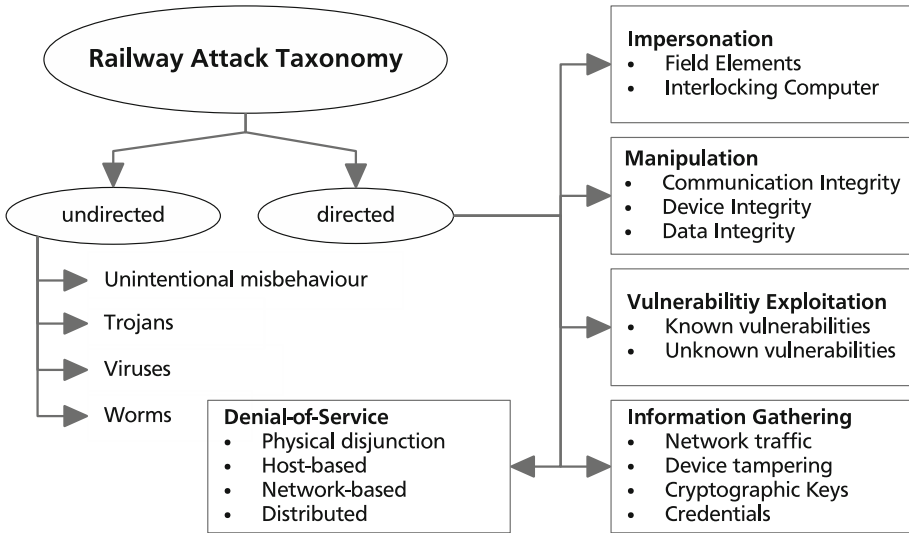 Railway Attack Taxonomy
undirected
directed
Unintentional misbehaviour
Trojans
Viruses
Worms
Impersonation
• Field Elements
• Interlocking Computer
Manipulation
• Communication Integrity
• Device Integrity
• Data Integrity
Vulnerabilitiy Exploitation
• Known vulnerabilities
• Unknown vulnerabilities
Denial-of-Service
• Physical disjunction
• Host-based
• Network-based
• Distributed
Information Gathering
• Network traffic
• Device tampering
• Cryptographic Keys
• Credentials